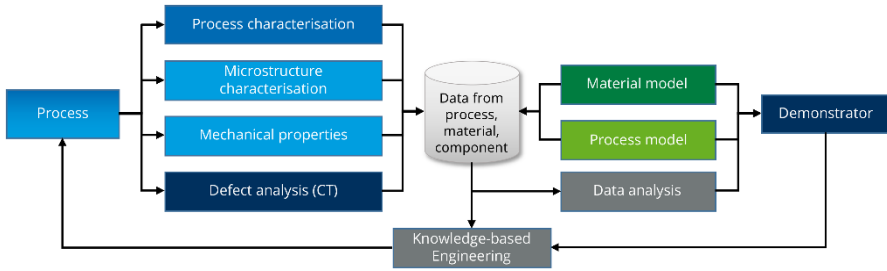 Process
Process characterisation
Microstructure
characterisation
Mechanical properties
Defect analysis (CT)
Data from
process,
material,
component
Material model
Process model
Data analysis
Demonstrator
Knowledge-based
Engineering